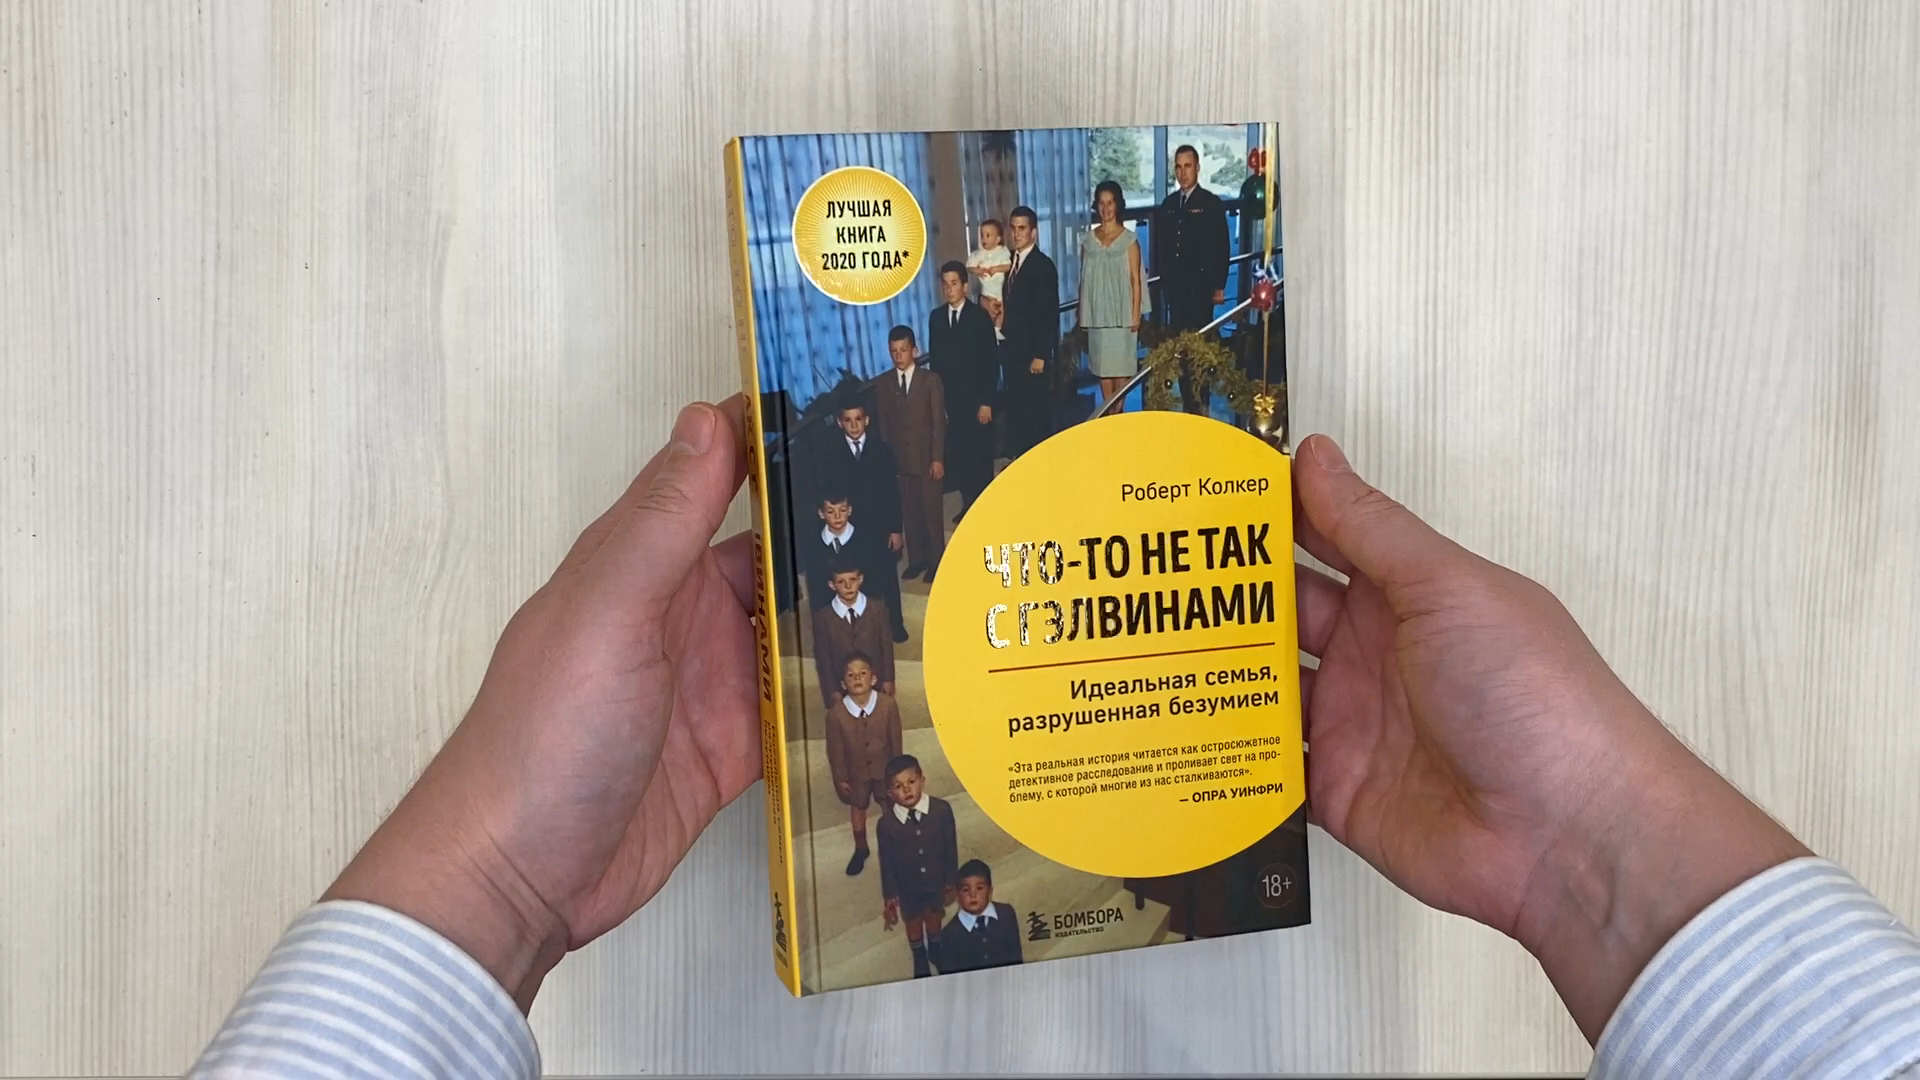 ЛУЧШАЯ
КНИГА
2020 ГОДА*
Роберт Колкер
ЧТО-ТО НЕ ТАК
С ГЭЛВИНАМИ
Идеальная семья,
разрушенная безумием
«Эта реальная история читается как остросюжетное
детективное расследование и проливает свет на про-
блему, с которой многие из нас сталкиваются».
— ОПРА УИНФРИ
18+
БОМБОРА
ИЗДАТЕЛЬСТВО